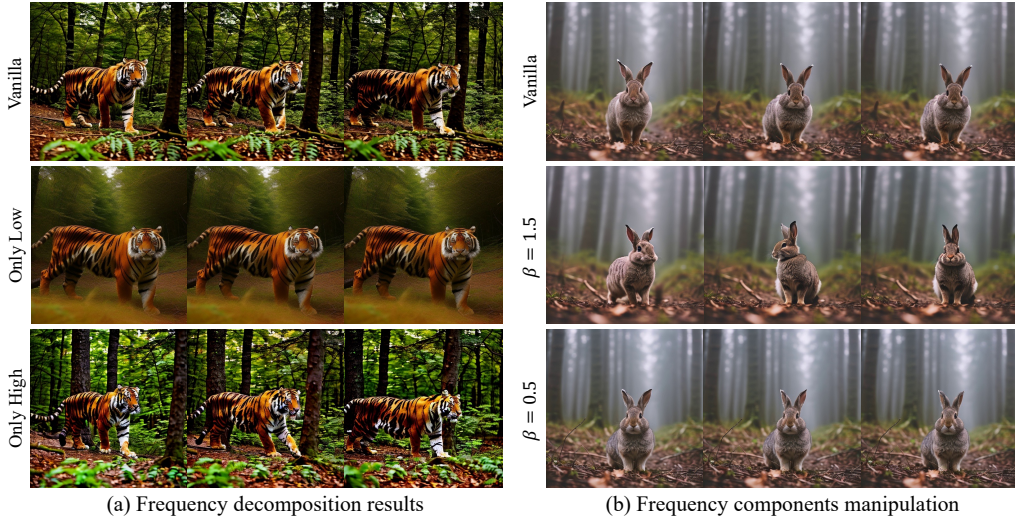 Vanilla
Only Low
Only High
(a) Frequency decomposition results
Vanilla
β = 1.5
β = 0.5
(b) Frequency components manipulation